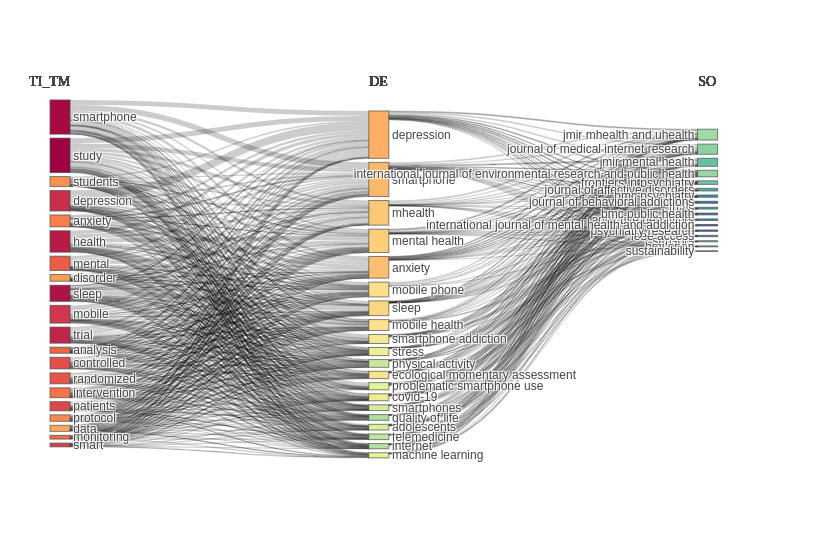 TI_TM
DE
SO
smartphone
study
students
depression
anxiety
health
mental
disorder
sleep
mobile
trial
analysis
controlled
randomized
intervention
patients
protocol
data
monitoring
smart
depression
smartphone
mhealth
mental health
anxiety
mobile phone
sleep
mobile health
smartphone addiction
stress
physical activity
ecological momentary assessment
problematic smartphone use
covid-19
smartphones
quality of life
adolescents
telemedicine
internet
machine learning
jmir mhealth and uhealth
journal of medical internet research
jmir mental health
international journal of environmental research and public health
frontiers in psychiatry
journal of affective disorders
bmc psychiatry
journal of behavioral addictions
bmc public health
international journal of mental health and addiction
psychiatry research
ieee access
sustainability